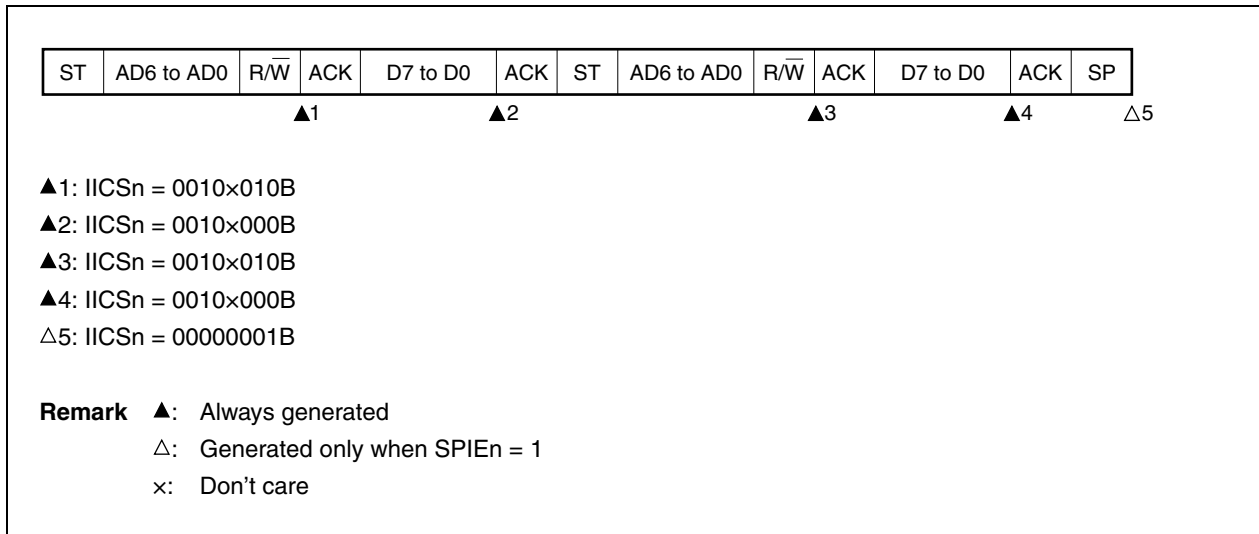 ST AD6 to AD0 R/W̅ ACK D7 to D0 ACK ST AD6 to AD0 R/W̅ ACK D7 to D0 ACK SP
▲1 ▲2 ▲3 ▲4 △5
▲1: IICSn = 0010×010B
▲2: IICSn = 0010×000B
▲3: IICSn = 0010×010B
▲4: IICSn = 0010×000B
△5: IICSn = 00000001B
Remark ▲: Always generated
△: Generated only when SPIEn = 1
×: Don't care